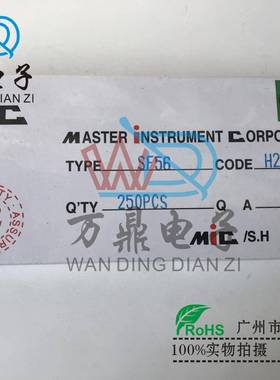 电子
DIAN ZI
MASTER INSTRUMENT CORPO
TYPE SF56 CODE H2
Q'TY 250PCS Q A
MIC /S.H
万鼎电子
WAN DING DIAN ZI
RoHS
广州市
100%实物拍摄